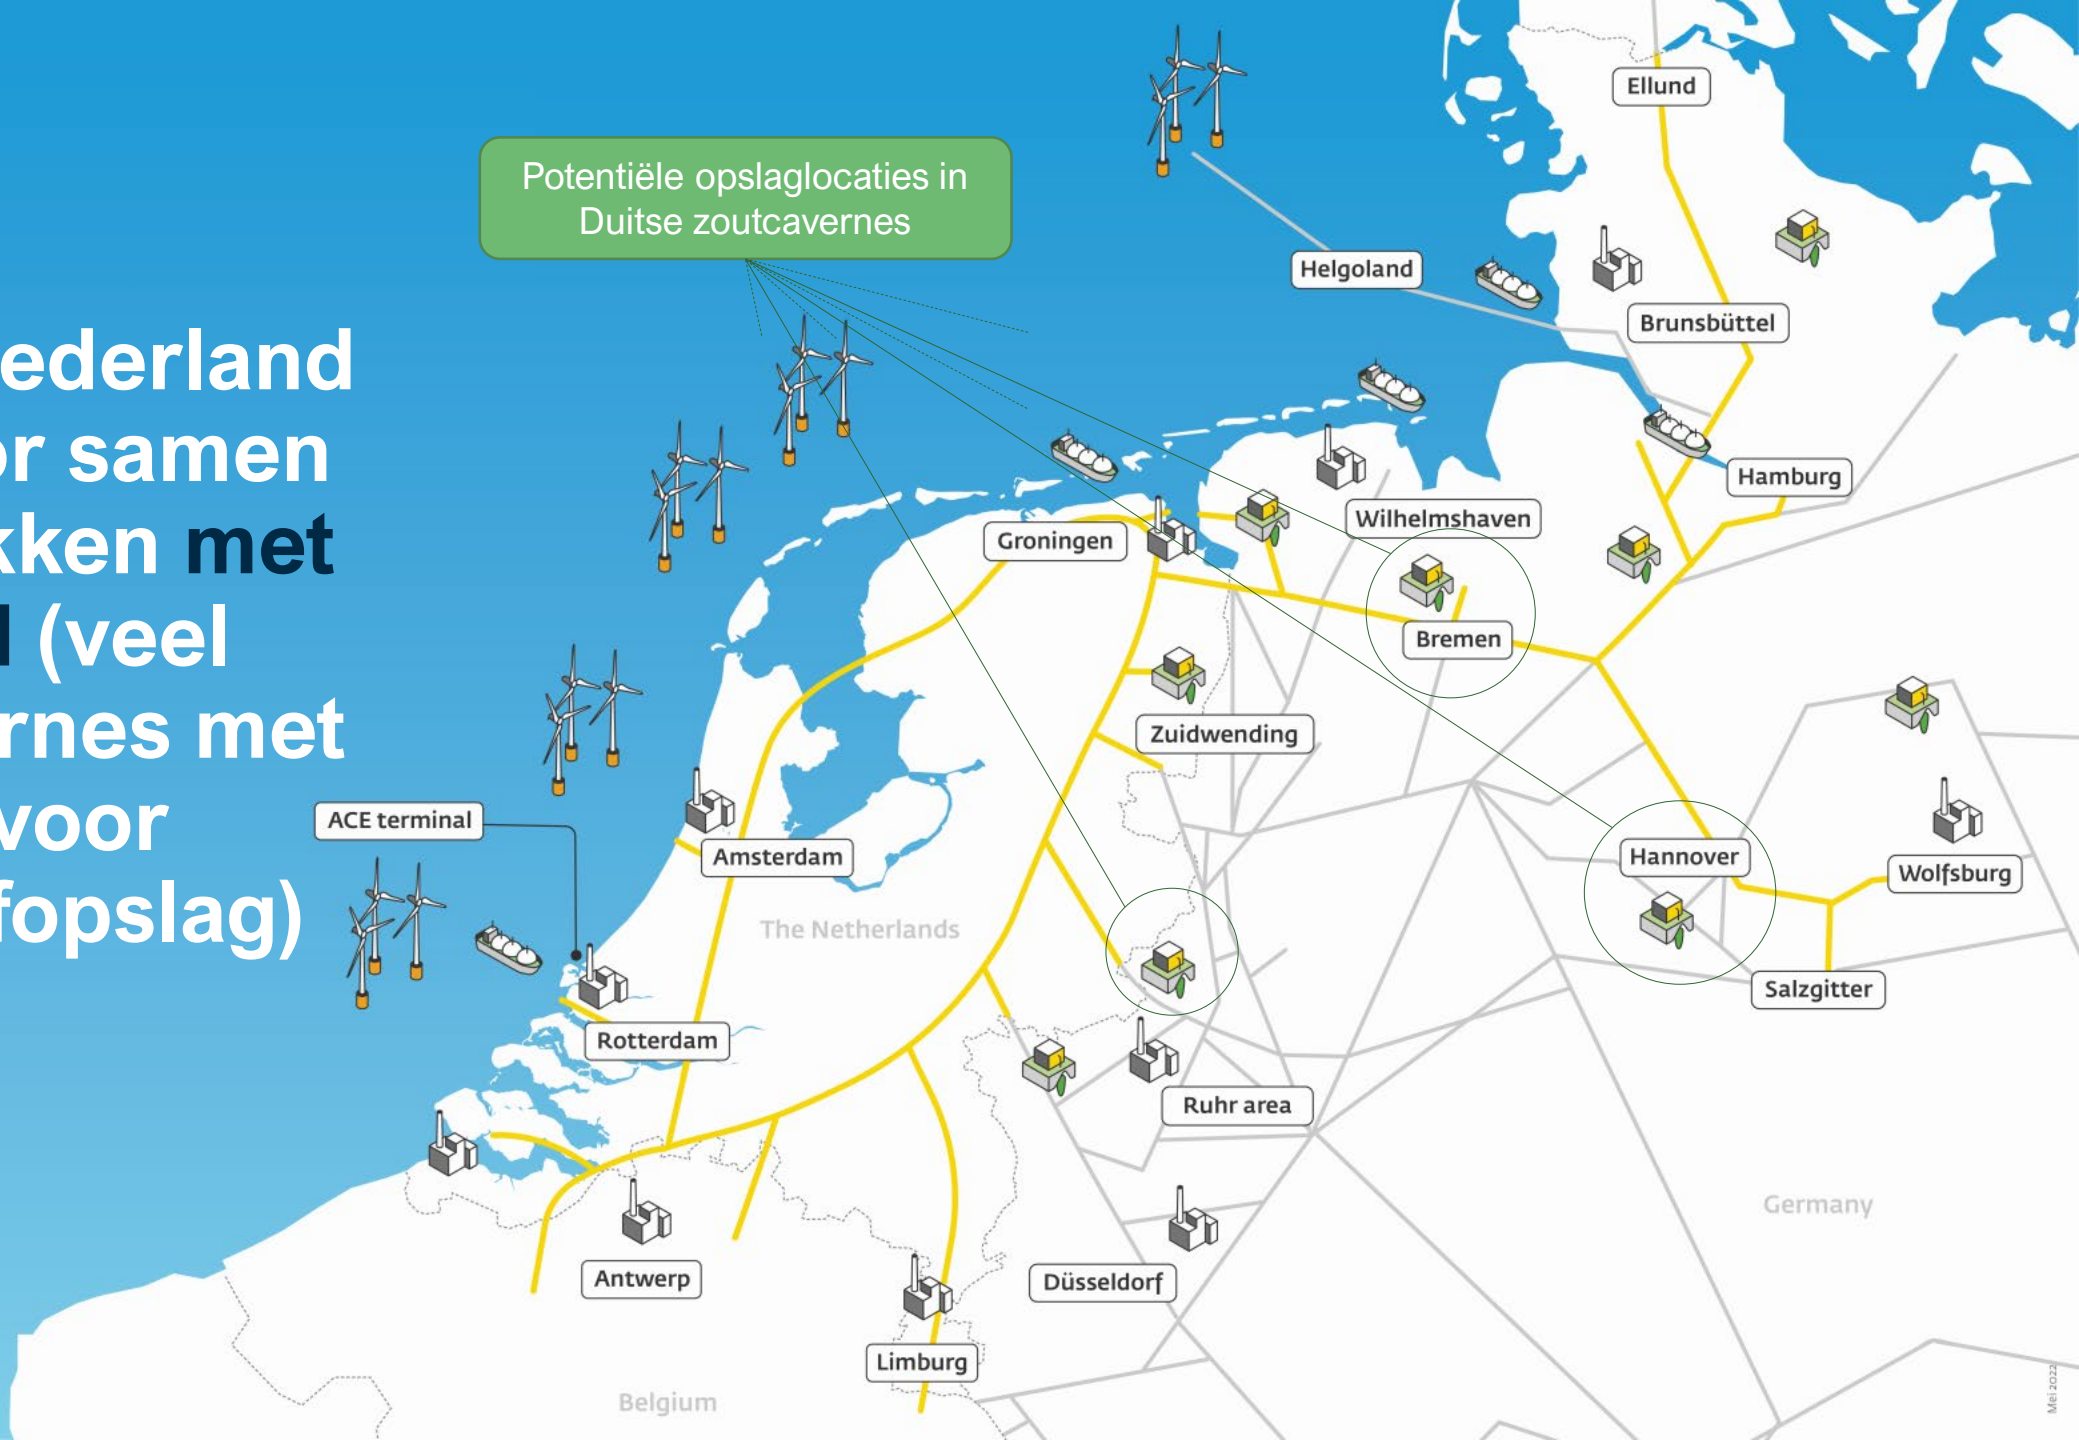 Ellund
Potentiële opslaglocaties in
Duitse zoutcavernes
Helgoland
Brunsbüttel
ederland
or samen
Hamburg
kken met
Wilhelmshaven
Groningen
(veel
Bremen
rnes met
Zuidwending
voor
ACE terminal
Amsterdam
Hannover
Wolfsburg
fopslag)
The Netherlands
Salzgitter
Rotterdam
Ruhr area
Germany
Antwerp
Düsseldorf
Limburg
Belgium
Mei 2022